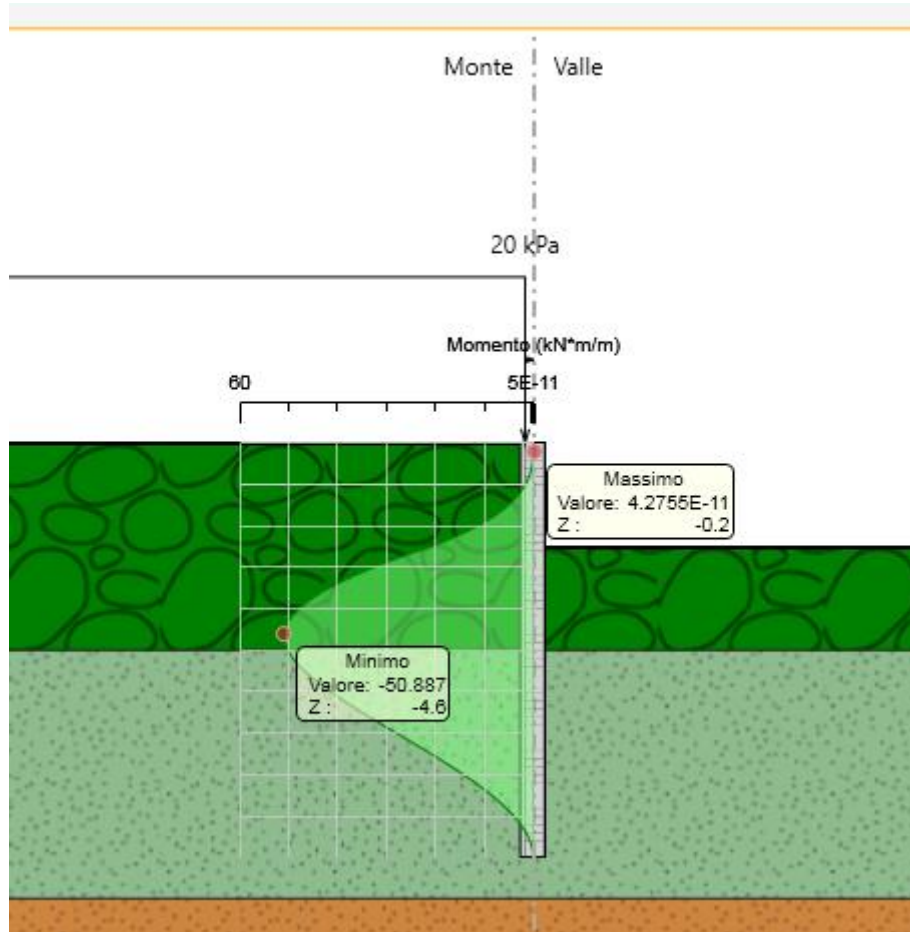 Monte Valle
20 kPa
Momento (kN*m/m)
60 5E-11
Massimo
Valore: 4.2755E-11
Z : -0.2
Minimo
Valore: -50.887
Z : -4.6